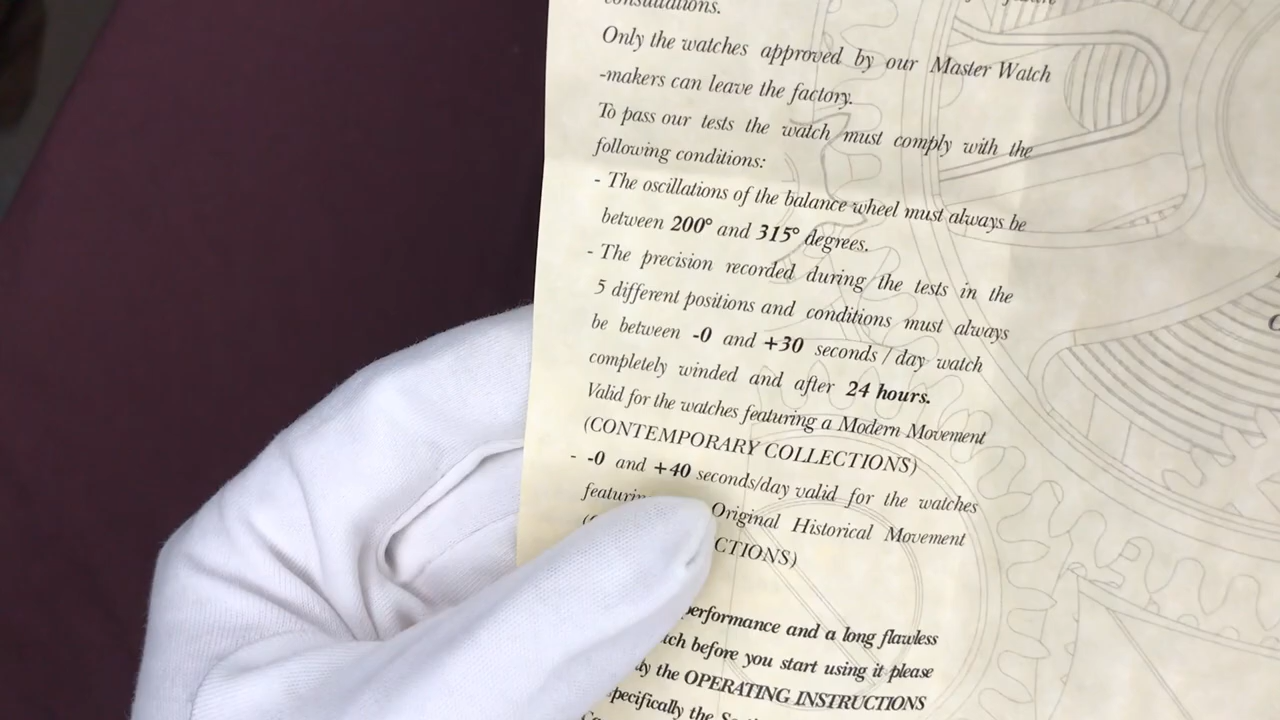 consultations.
Only the watches approved by our Master Watch
-makers can leave the factory.
To pass our tests the watch must comply with the
following conditions:
- The oscillations of the balance wheel must always be
between 200° and 315° degrees.
- The precision recorded during the tests in the
5 different positions and conditions must always
be between -0 and +30 seconds / day watch
completely winded and after 24 hours.
Valid for the watches featuring a Modern Movement
(CONTEMPORARY COLLECTIONS)
- -0 and +40 seconds/day valid for the watches
Original Historical Movement
performance and a long flawless
before you start using it please
the OPERATING INSTRUCTIONS
the